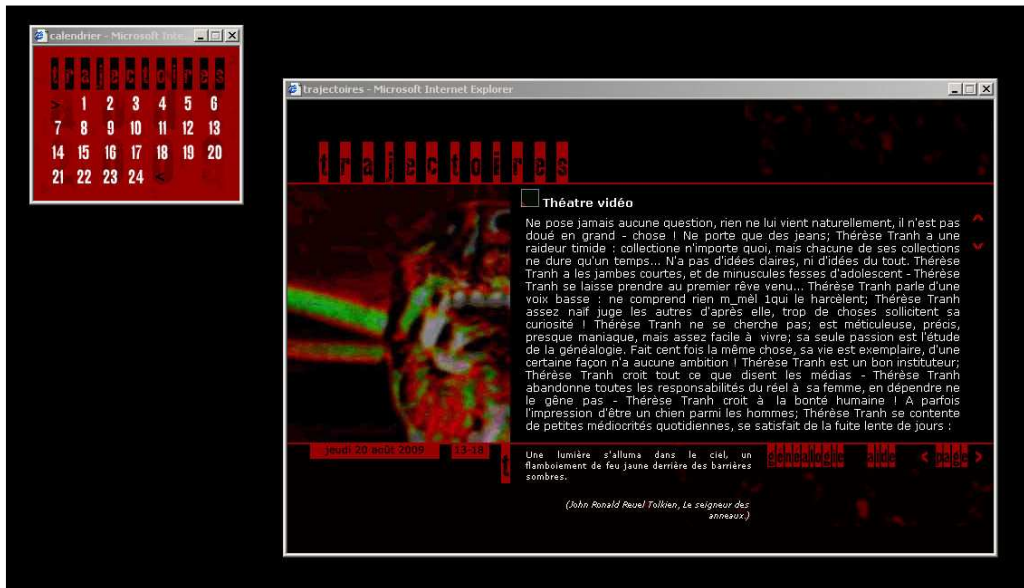 calendrier - Microsoft Inte...
trajectoires
> 1 2 3 4 5 6
7 8 9 10 11 12 13
14 15 16 17 18 19 20
21 22 23 24 <
trajectoires - Microsoft Internet Explorer
trajectoires
Théatre vidéo
Ne pose jamais aucune question, rien ne lui vient naturellement, il n'est pas
doué en grand - chose ! Ne porte que des jeans; Thérèse Tranh a une
raideur timide : collectione n'importe quoi, mais chacune de ses collections
ne dure qu'un temps... N'a pas d'idées claires, ni d'idées du tout. Thérèse
Tranh a les jambes courtes, et de minuscules fesses d'adolescent - Thérèse
Tranh se laisse prendre au premier rêve venu... Thérèse Tranh parle d'une
voix basse : ne comprend rien m_mèl 1qui le harcèlent; Thérèse Tranh
assez naïf juge les autres d'après elle, trop de choses sollicitent sa
curiosité ! Thérèse Tranh ne se cherche pas; est méticuleuse, précis,
presque maniaque, mais assez facile à vivre; sa seule passion est l'étude
de la généalogie. Fait cent fois la même chose, sa vie est exemplaire, d'une
certaine façon n'a aucune ambition ! Thérèse Tranh est un bon instituteur;
Thérèse Tranh croit tout ce que disent les médias - Thérèse Tranh
abandonne toutes les responsabilités du réel à sa femme, en dépendre ne
le gêne pas - Thérèse Tranh croit à la bonté humaine ! A parfois
l'impression d'être un chien parmi les hommes; Thérèse Tranh se contente
de petites médiocrités quotidiennes, se satisfait de la fuite lente de jours :
jeudi 20 août 2009 13-18
t
Une lumière s'alluma dans le ciel, un
flamboiement de feu jaune derrière des barrières
sombres.
(John Ronald Reuel Tolkien, Le seigneur des
anneaux.)
genealogie aide < page >